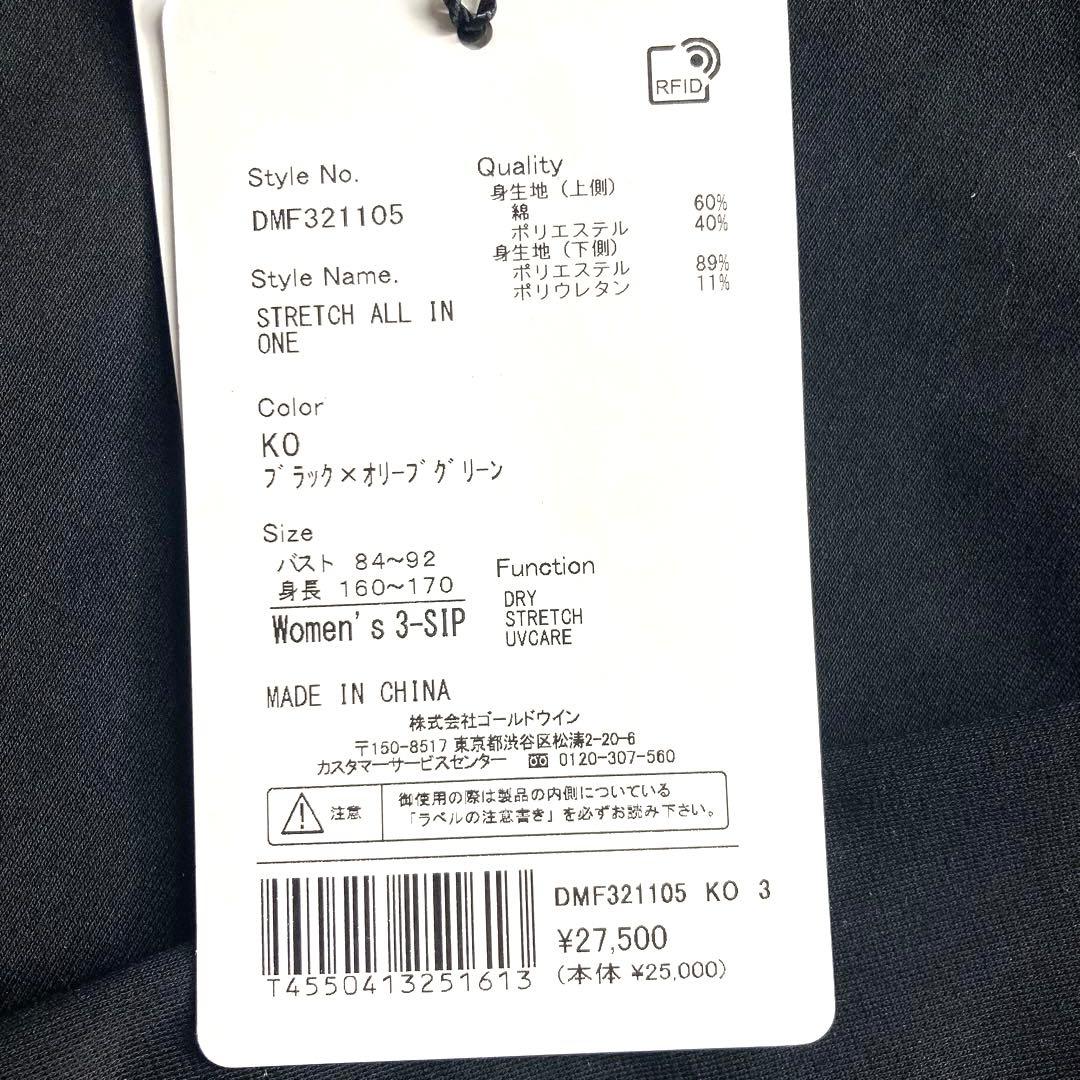 RFID
Style No.
DMF321105
Style Name.
STRETCH ALL IN
ONE
Quality
身生地(上側)
綿 60%
ポリエステル 40%
身生地(下側)
ポリエステル 89%
ポリウレタン 11%
Color
KO
ブラック×オリーブグリーン
Size
バスト 84~92
身長 160~170
Women's 3-SIP
Function
DRY
STRETCH
UVCARE
MADE IN CHINA
株式会社ゴールドウイン
〒150-8517 東京都渋谷区松濤2-20-6
カスタマーサービスセンター 0120-307-560
注意
御使用の際は製品の内側についている
「ラベルの注意書き」を必ずお読み下さい。
DMF321105 KO 3
¥27,500
(本体 ¥25,000)
T4550413251613